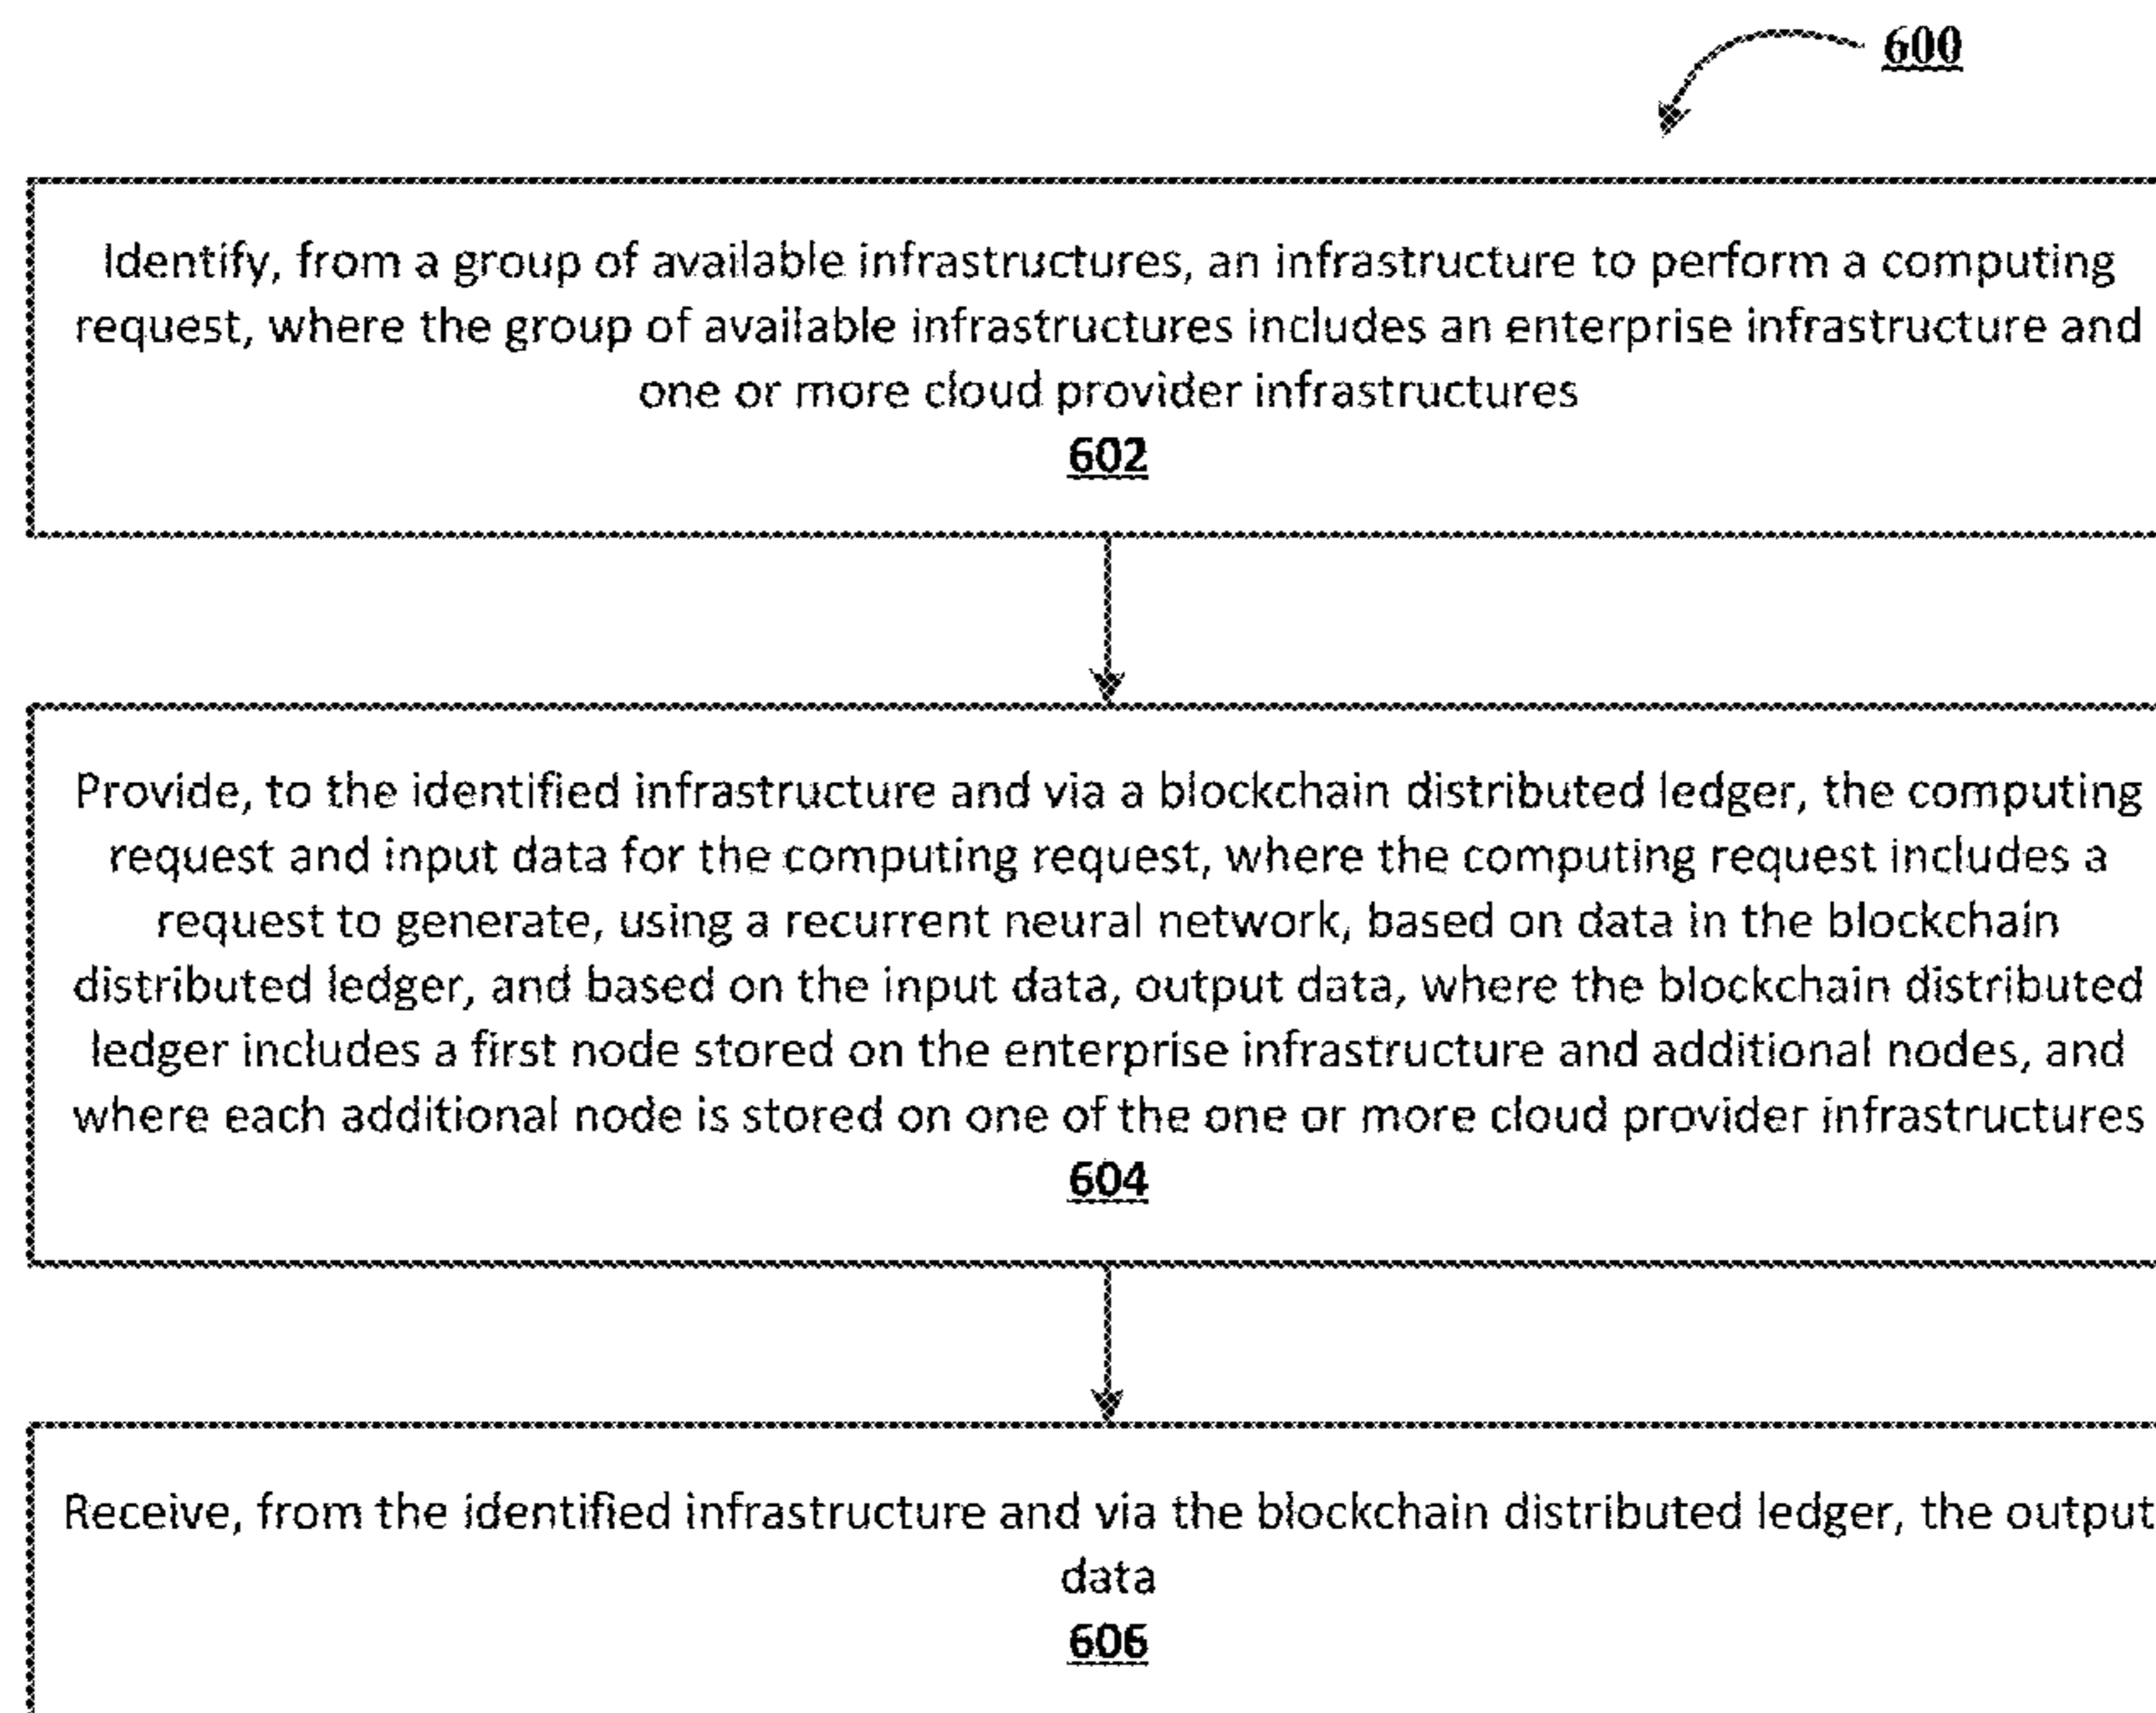 600
Identify, from a group of available infrastructures, an infrastructure to perform a computing
request, where the group of available infrastructures includes an enterprise infrastructure and
one or more cloud provider infrastructures
602
Provide, to the identified infrastructure and via a blockchain distributed ledger, the computing
request and input data for the computing request, where the computing request includes a
request to generate, using a recurrent neural network, based on data in the blockchain
distributed ledger, and based on the input data, output data, where the blockchain distributed
ledger includes a first node stored on the enterprise infrastructure and additional nodes, and
where each additional node is stored on one of the one or more cloud provider infrastructures
604
Receive, from the identified infrastructure and via the blockchain distributed ledger, the output
data
606